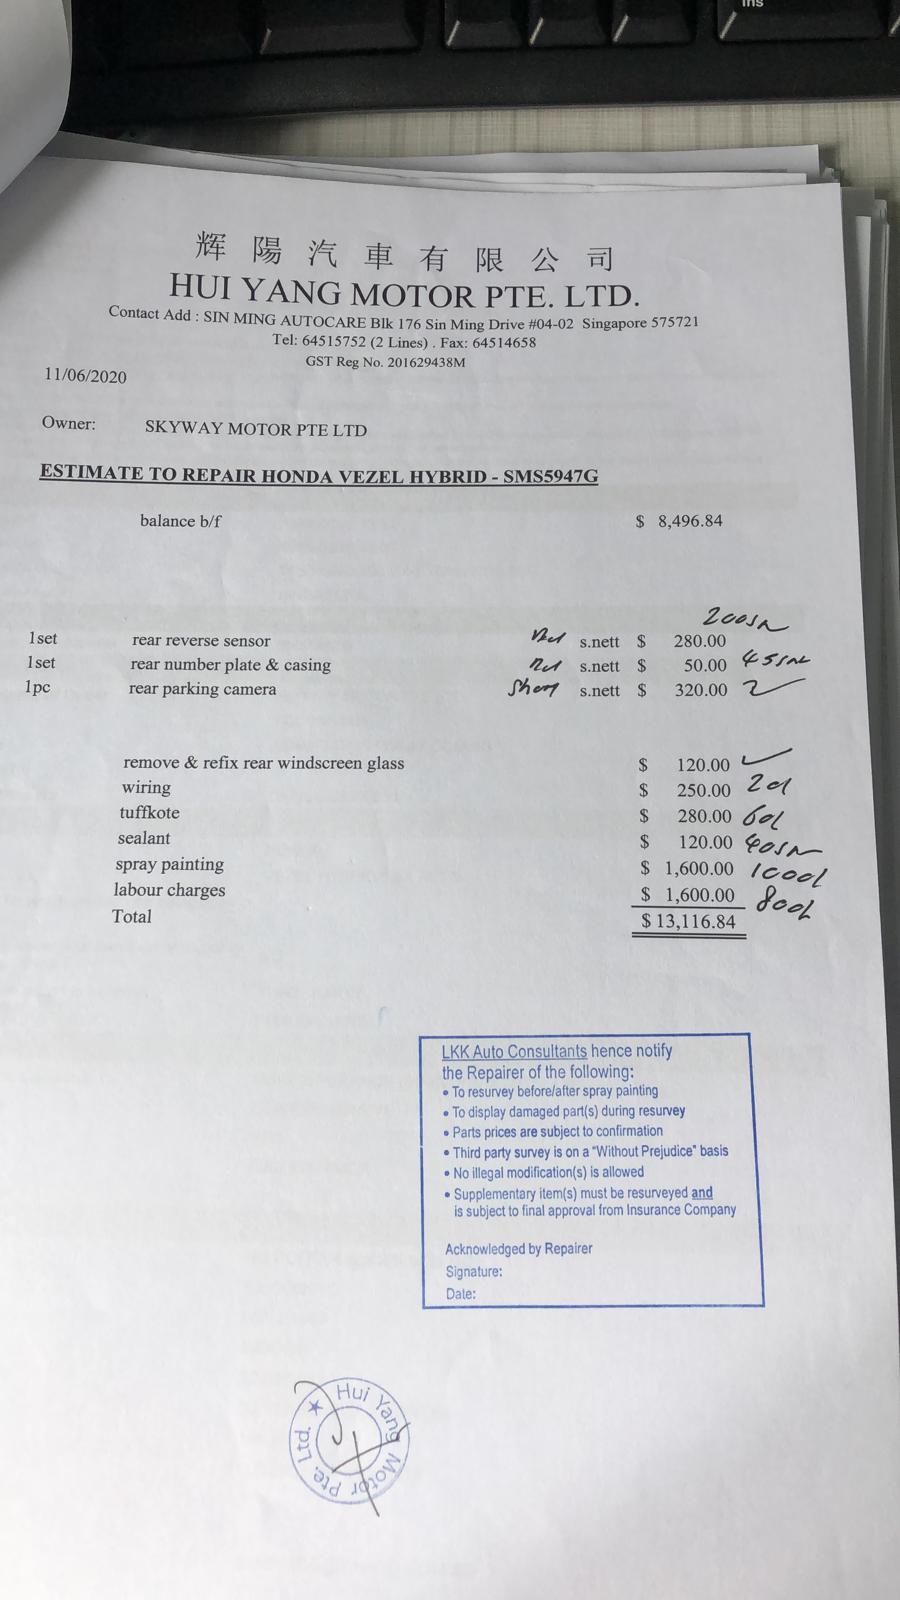 ins
輝陽汽車有限公司
HUI YANG MOTOR PTE. LTD.
Contact Add : SIN MING AUTOCARE Blk 176 Sin Ming Drive #04-02 Singapore 575721
Tel: 64515752 (2 Lines) . Fax: 64514658
GST Reg No. 201629438M
11/06/2020
Owner: SKYWAY MOTOR PTE LTD
ESTIMATE TO REPAIR HONDA VEZEL HYBRID - SMS5947G
balance b/f $ 8,496.84
200sn
1set rear reverse sensor s.nett $ 280.00
1set rear number plate & casing s.nett $ 50.00 45sn
1pc rear parking camera s.nett $ 320.00
remove & refix rear windscreen glass $ 120.00 ✓
wiring $ 250.00
tuffkote $ 280.00
sealant $ 120.00 40sn
spray painting $ 1,600.00
labour charges $ 1,600.00
Total $ 13,116.84
LKK Auto Consultants hence notify
the Repairer of the following:
• To resurvey before/after spray painting
• To display damaged part(s) during resurvey
• Parts prices are subject to confirmation
• Third party survey is on a "Without Prejudice" basis
• No illegal modification(s) is allowed
• Supplementary item(s) must be resurveyed and
is subject to final approval from Insurance Company
Acknowledged by Repairer
Signature:
Date:
Hui Yang Motor Pte. Ltd. ★